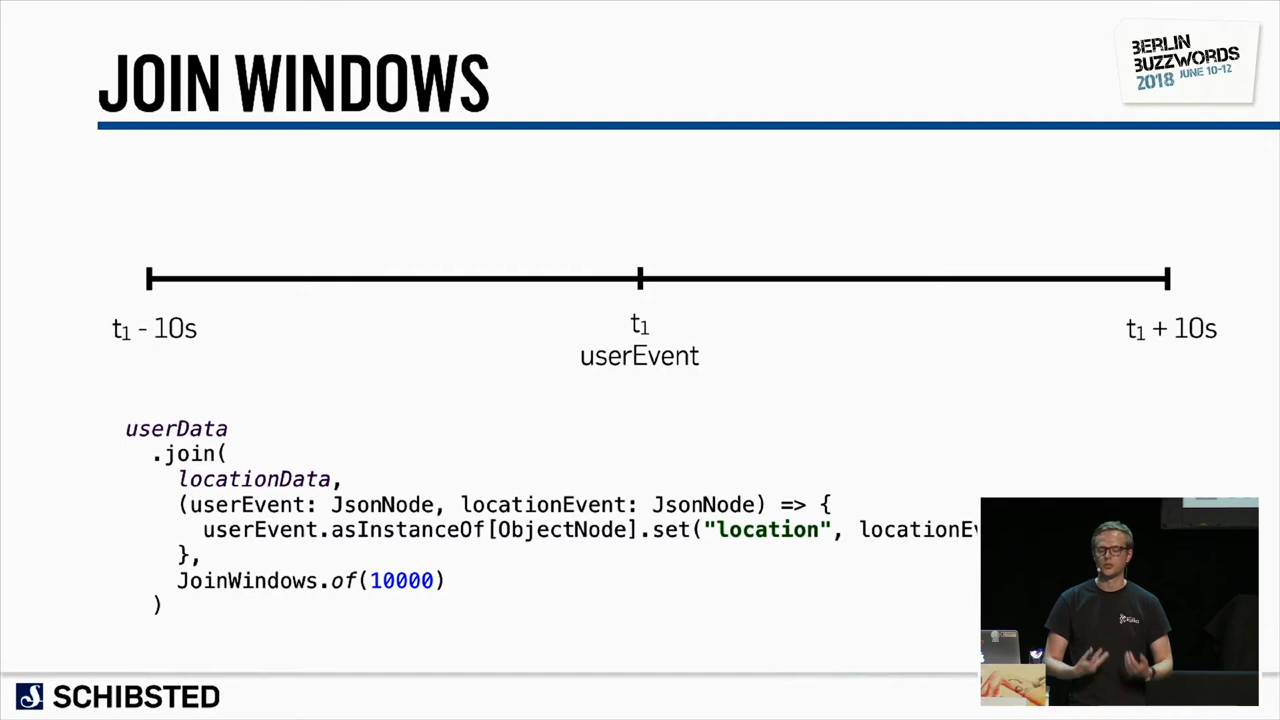 JOIN WINDOWS
BERLIN
BUZZWORDS
2018 JUNE 10-12
t₁ - 10s
t₁
userEvent
t₁ + 10s
userData
.join(
locationData,
(userEvent: JsonNode, locationEvent: JsonNode) => {
userEvent.asInstanceOf[ObjectNode].set("location", locationEv
},
JoinWindows.of(10000)
)
SCHIBSTED